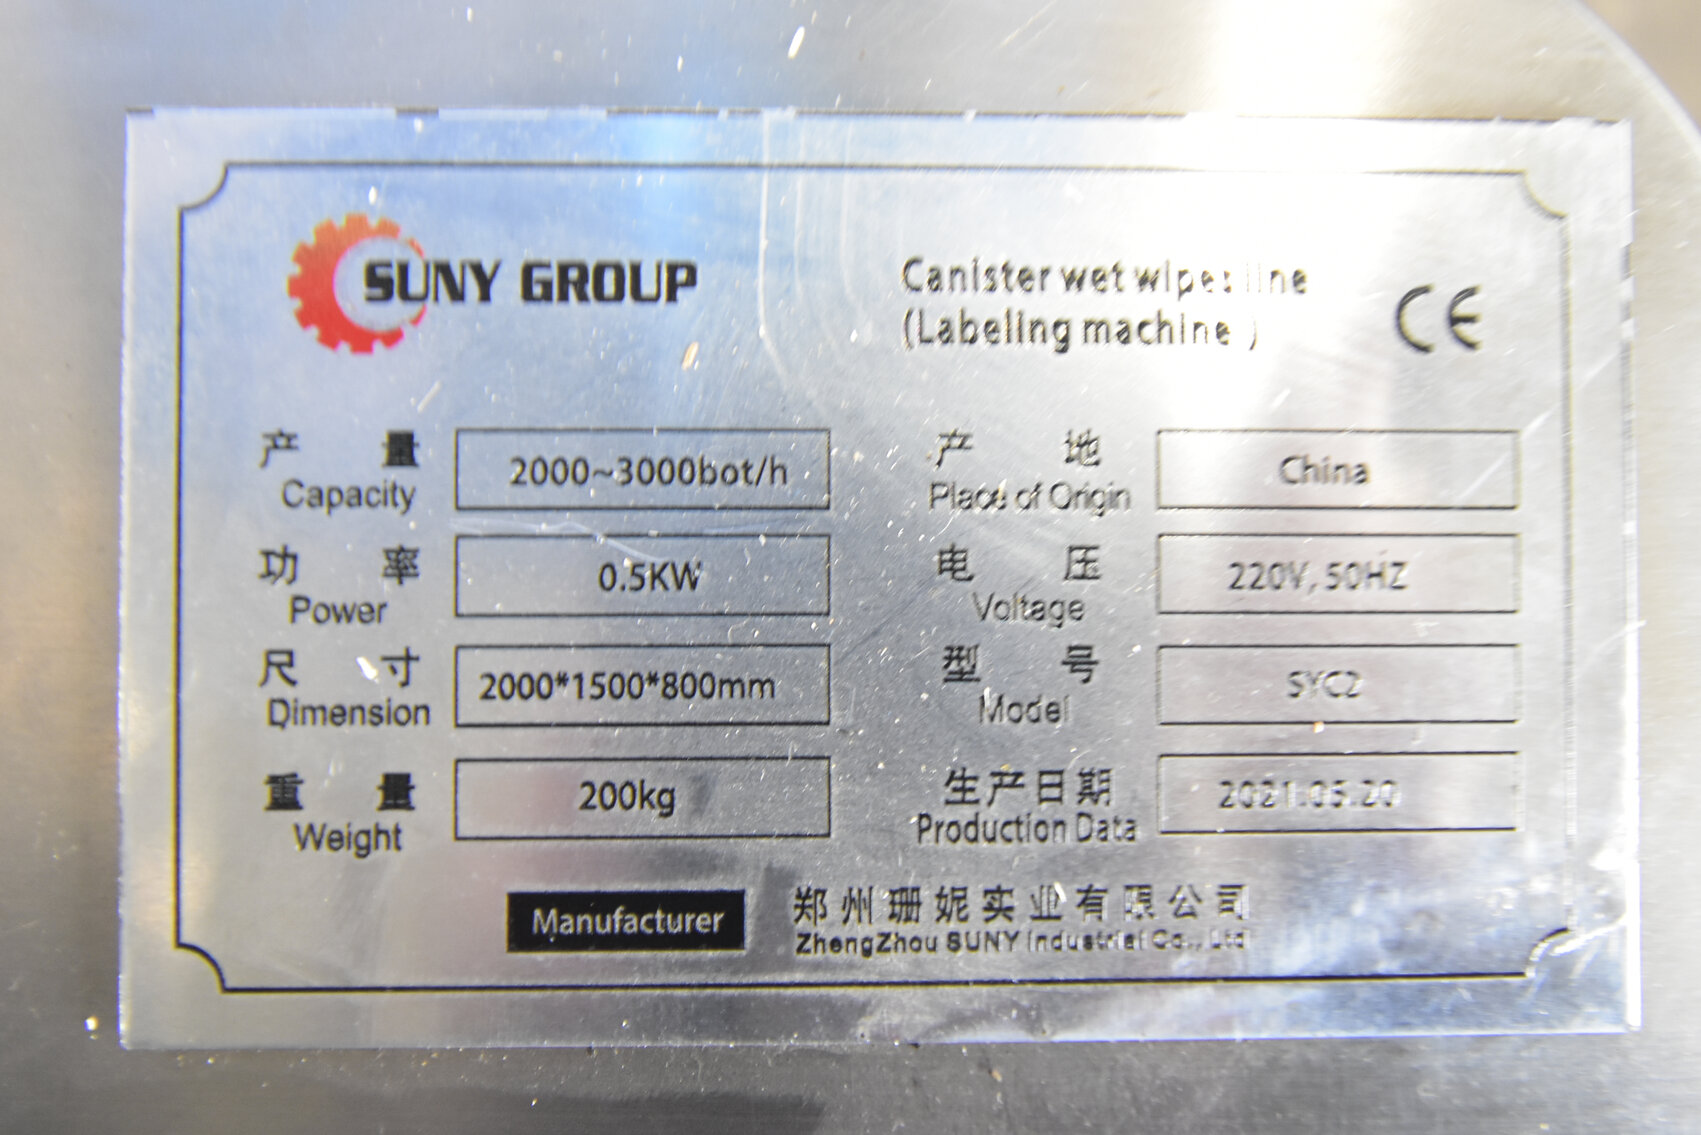 SUNY GROUP
Canister wet wipes line
(Labeling machine )
CE
产量
Capacity
2000~3000bot/h
产地
Place of Origin
China
功率
Power
0.5KW
电压
Voltage
220V, 50HZ
尺寸
Dimension
2000*1500*800mm
型号
Model
SYC2
重量
Weight
200kg
生产日期
Production Data
2021.05.20
Manufacturer
郑州珊妮实业有限公司
ZhengZhou SUNY Industrial Co., Ltd